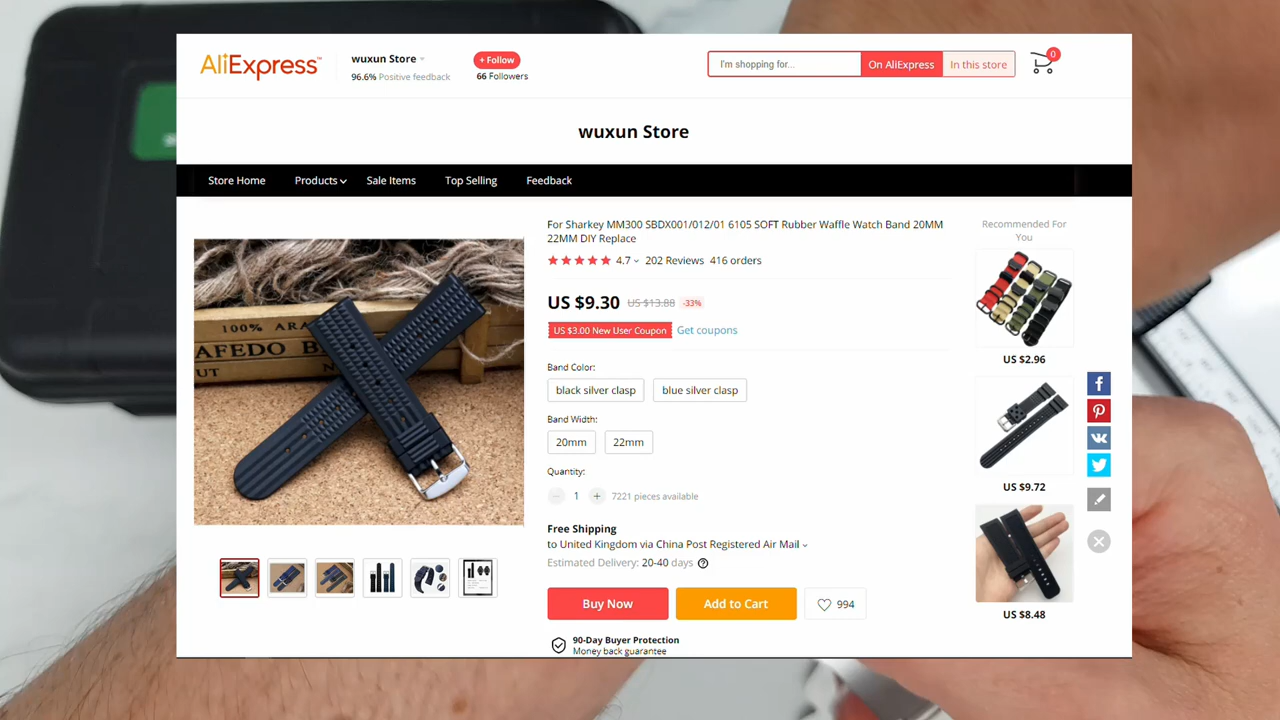 AliExpress™
wuxun Store
+ Follow
96.6% Positive feedback
66 Followers
I'm shopping for...
On AliExpress
In this store
0
wuxun Store
Store Home
Products
Sale Items
Top Selling
Feedback
For Sharkey MM300 SBDX001/012/01 6105 SOFT Rubber Waffle Watch Band 20MM
22MM DIY Replace
4.7
202 Reviews
416 orders
US $9.30 US $13.88 -33%
US $3.00 New User Coupon
Get coupons
Band Color:
black silver clasp
blue silver clasp
Band Width:
20mm
22mm
Quantity:
1
+
7221 pieces available
Free Shipping
to United Kingdom via China Post Registered Air Mail
Estimated Delivery: 20-40 days
Buy Now
Add to Cart
994
90-Day Buyer Protection
Money back guarantee
100% ARA
AFEDO B
UT
Recommended For
You
US $2.96
US $9.72
US $8.48